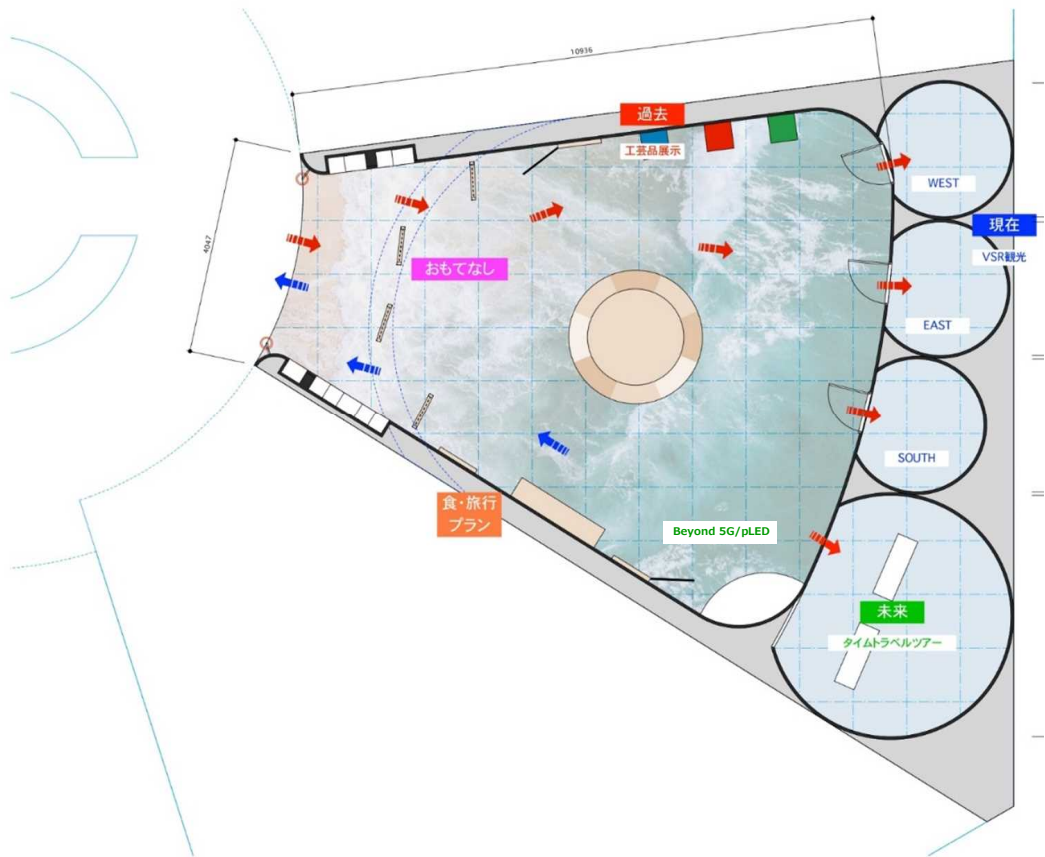 10936
過去
工芸品展示
WEST
現在
VSR観光
4047
おもてなし
EAST
SOUTH
食・旅行
プラン
Beyond 5G/pLED
未来
タイムトラベルツアー